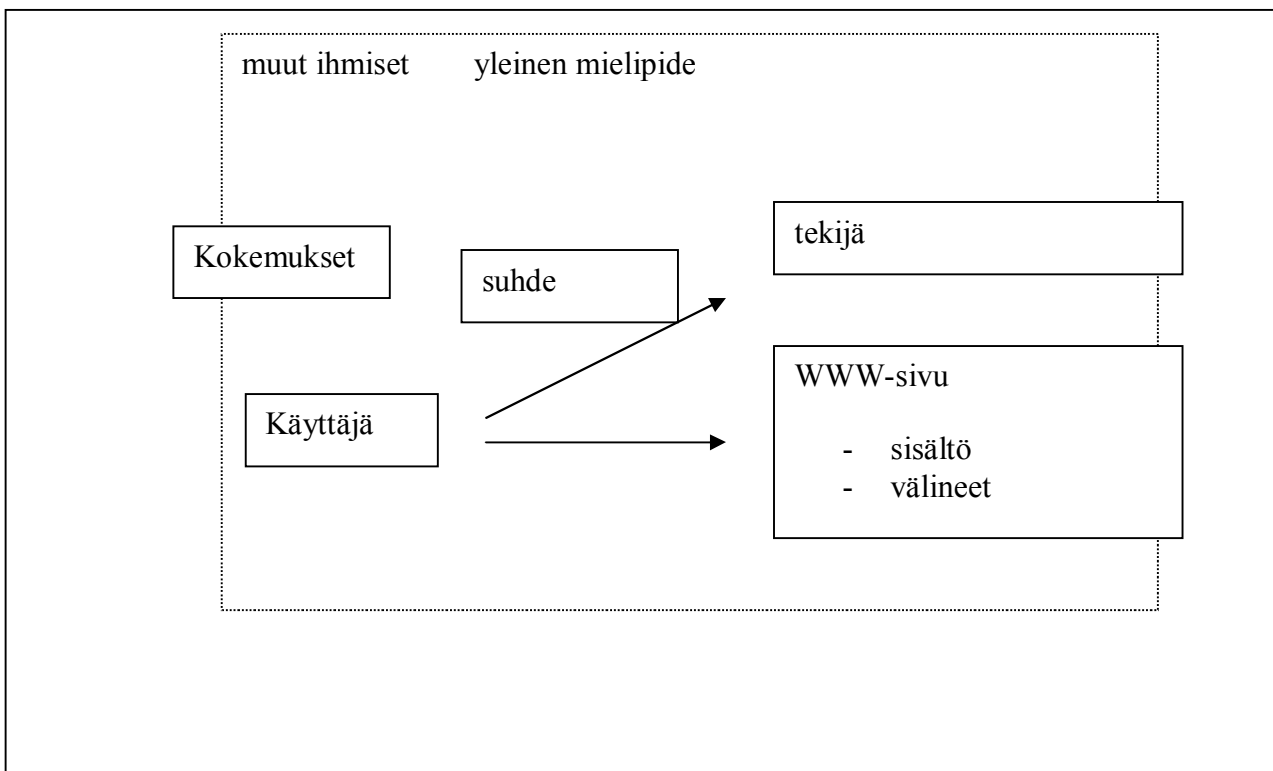 muut ihmiset yleinen mielipide
tekijä
Kokemukset
suhde
WWW-sivu
Käyttäjä
- sisältö
- välineet